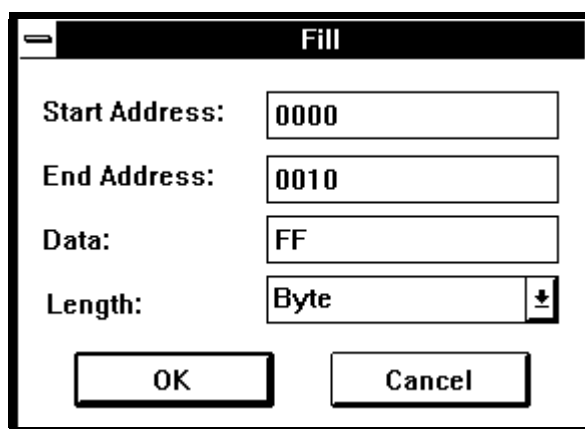 Fill
Start Address: 0000
End Address: 0010
Data: FF
Length: Byte
OK Cancel